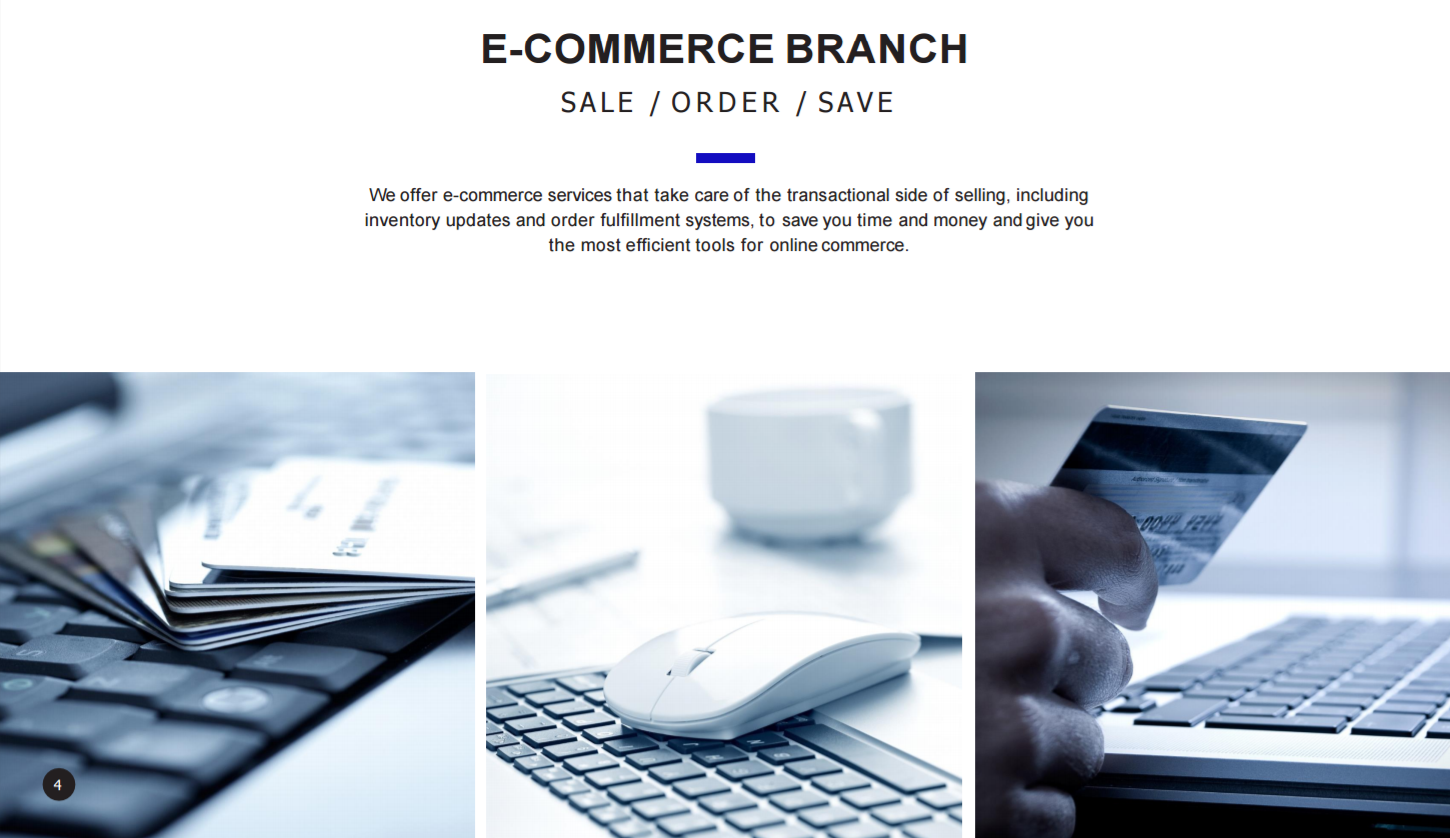 E-COMMERCE BRANCH
SALE / ORDER / SAVE
We offer e-commerce services that take care of the transactional side of selling, including
inventory updates and order fulfillment systems, to save you time and money and give you
the most efficient tools for online commerce.
4